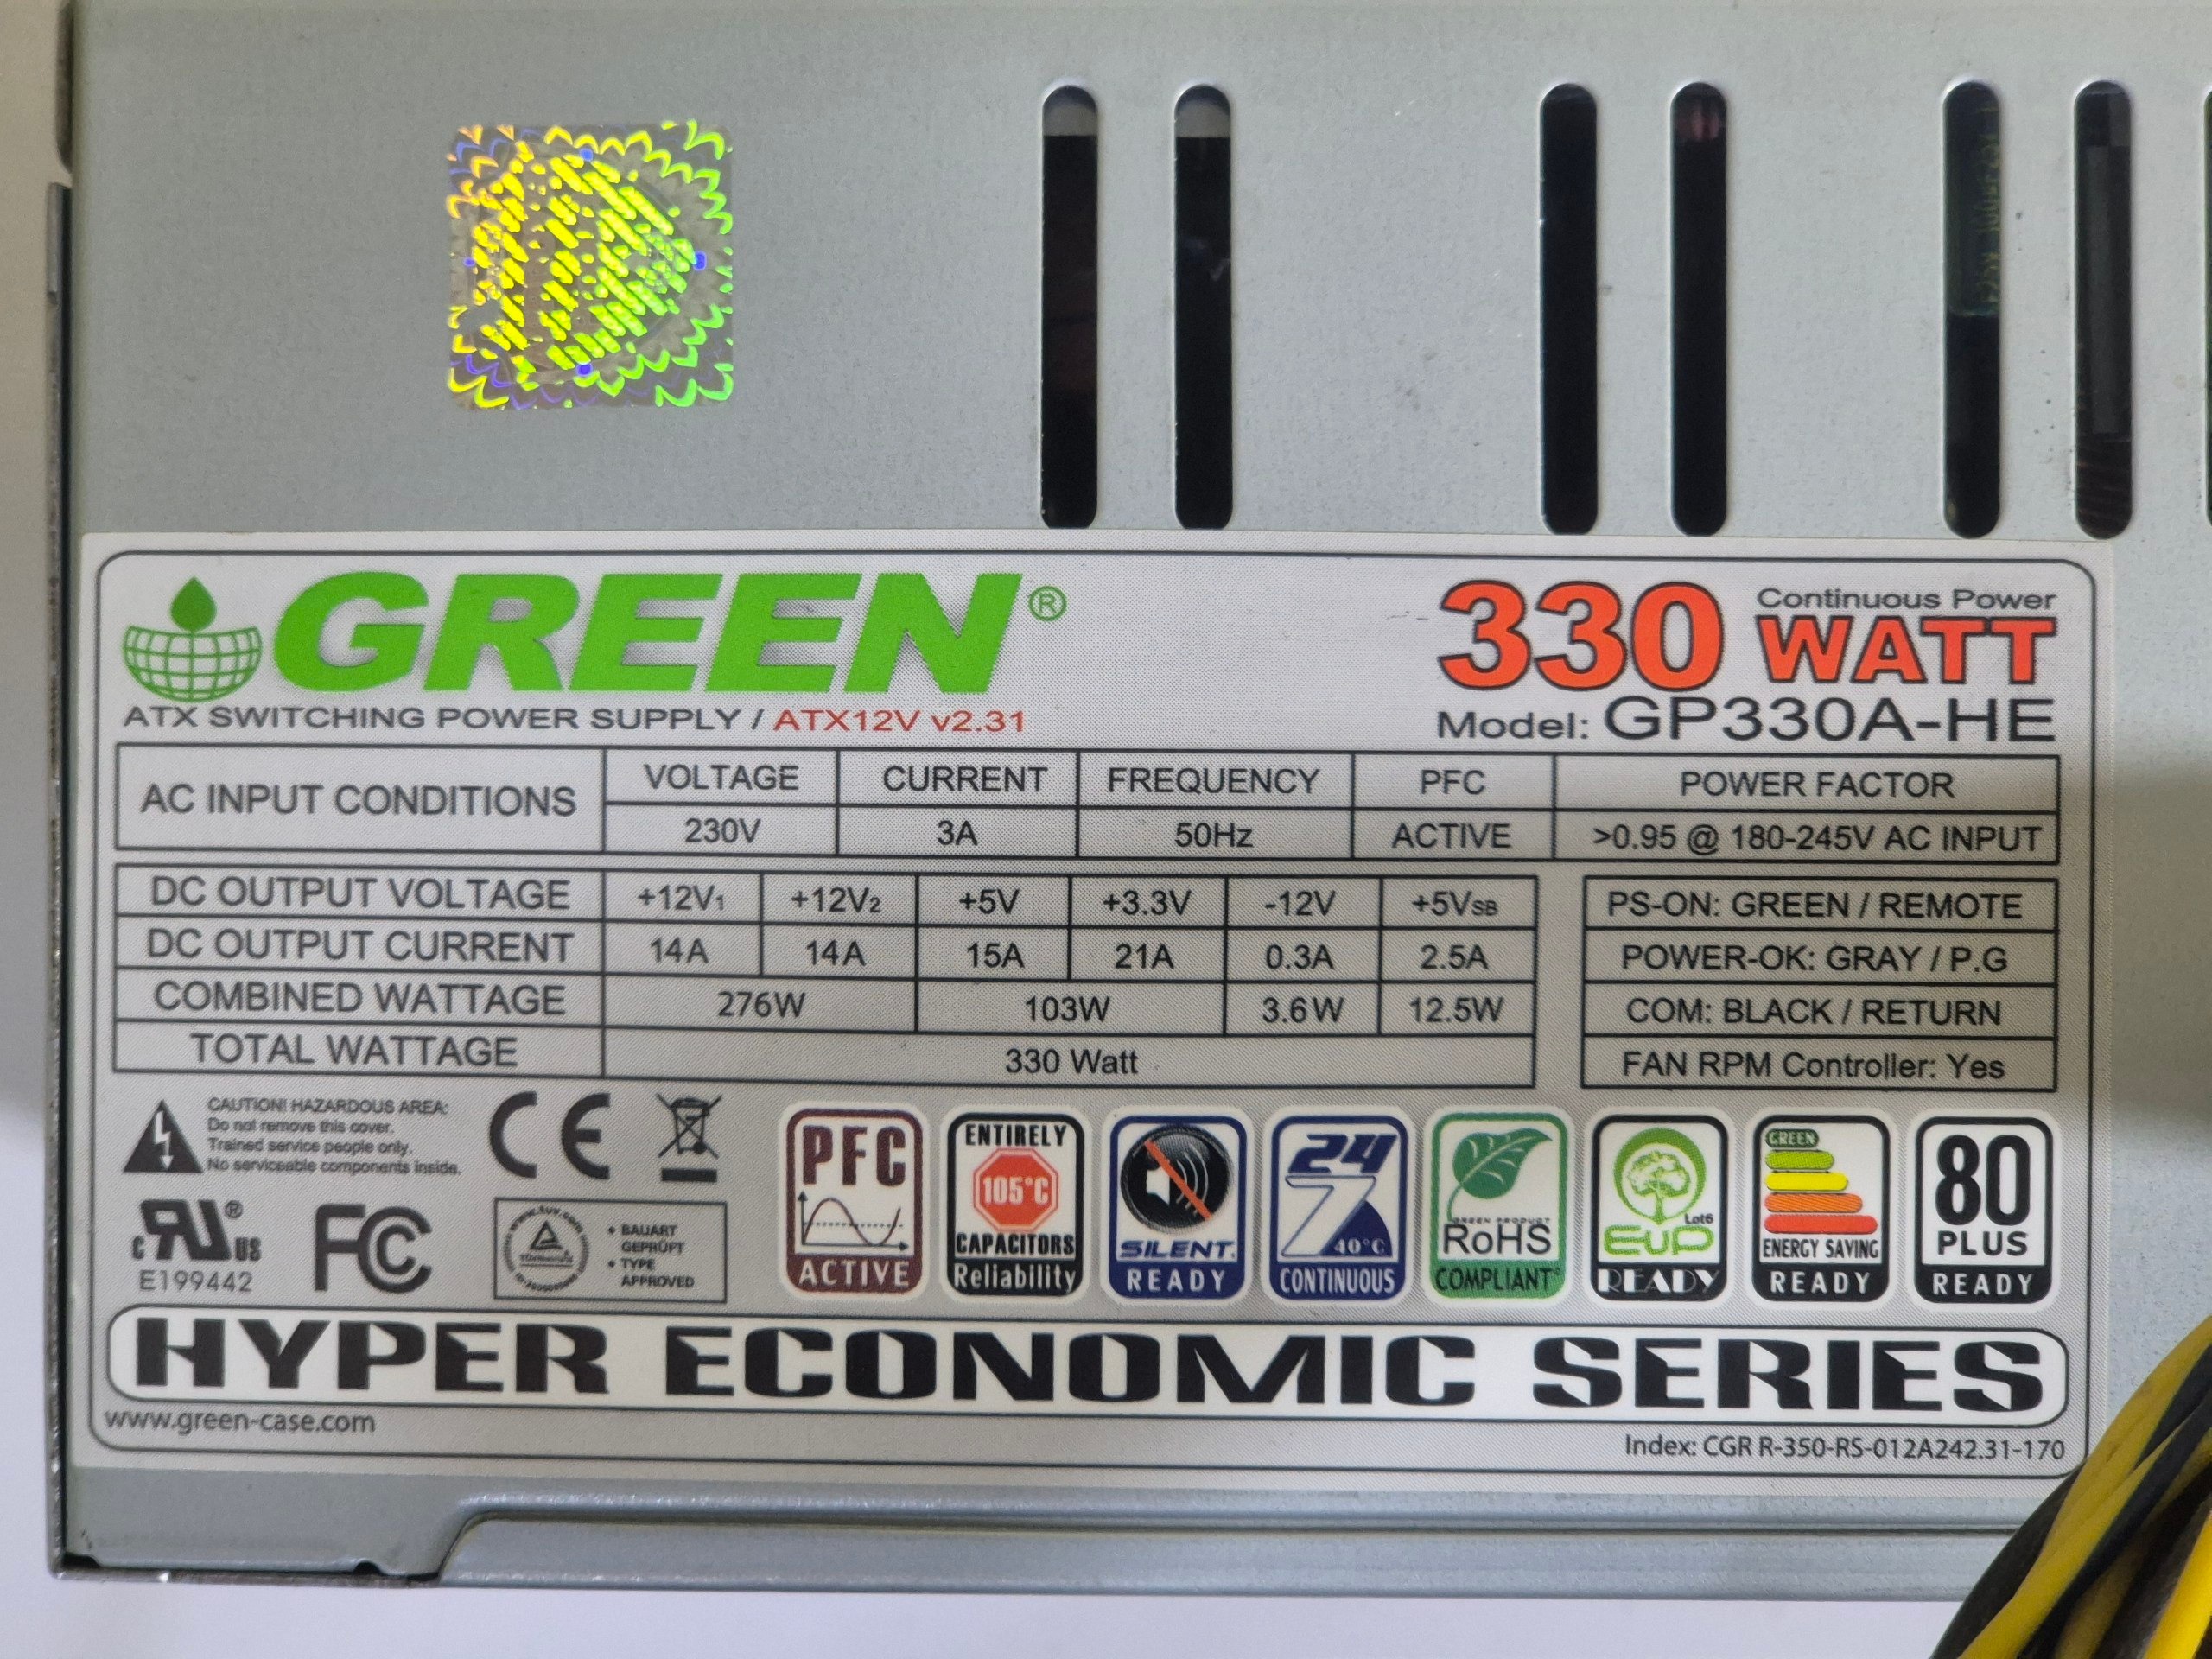 GREEN®
ATX SWITCHING POWER SUPPLY / ATX12V v2.31
330 Continuous Power WATT
Model: GP330A-HE
AC INPUT CONDITIONS VOLTAGE CURRENT FREQUENCY PFC POWER FACTOR
230V 3A 50Hz ACTIVE >0.95 @ 180-245V AC INPUT
DC OUTPUT VOLTAGE +12V1 +12V2 +5V +3.3V -12V +5VSB
DC OUTPUT CURRENT 14A 14A 15A 21A 0.3A 2.5A
COMBINED WATTAGE 276W 103W 3.6W 12.5W
TOTAL WATTAGE 330 Watt
PS-ON: GREEN / REMOTE
POWER-OK: GRAY / P.G
COM: BLACK / RETURN
FAN RPM Controller: Yes
CAUTION! HAZARDOUS AREA:
Do not remove this cover.
Trained service people only.
No serviceable components inside.
CE
c RU® US
E199442
FC
www.tuv.com
• BAUART
GEPRÜFT
• TYPE
APPROVED
PFC
ACTIVE
ENTIRELY
105°C
CAPACITORS
Reliability
SILENT
READY
24
7
40°C
CONTINUOUS
GREEN PRODUCT
RoHS
COMPLIANT
EuP Lot6
READY
GREEN
ENERGY SAVING
READY
80
PLUS
READY
HYPER ECONOMIC SERIES
www.green-case.com
Index: CGR R-350-RS-012A242.31-170